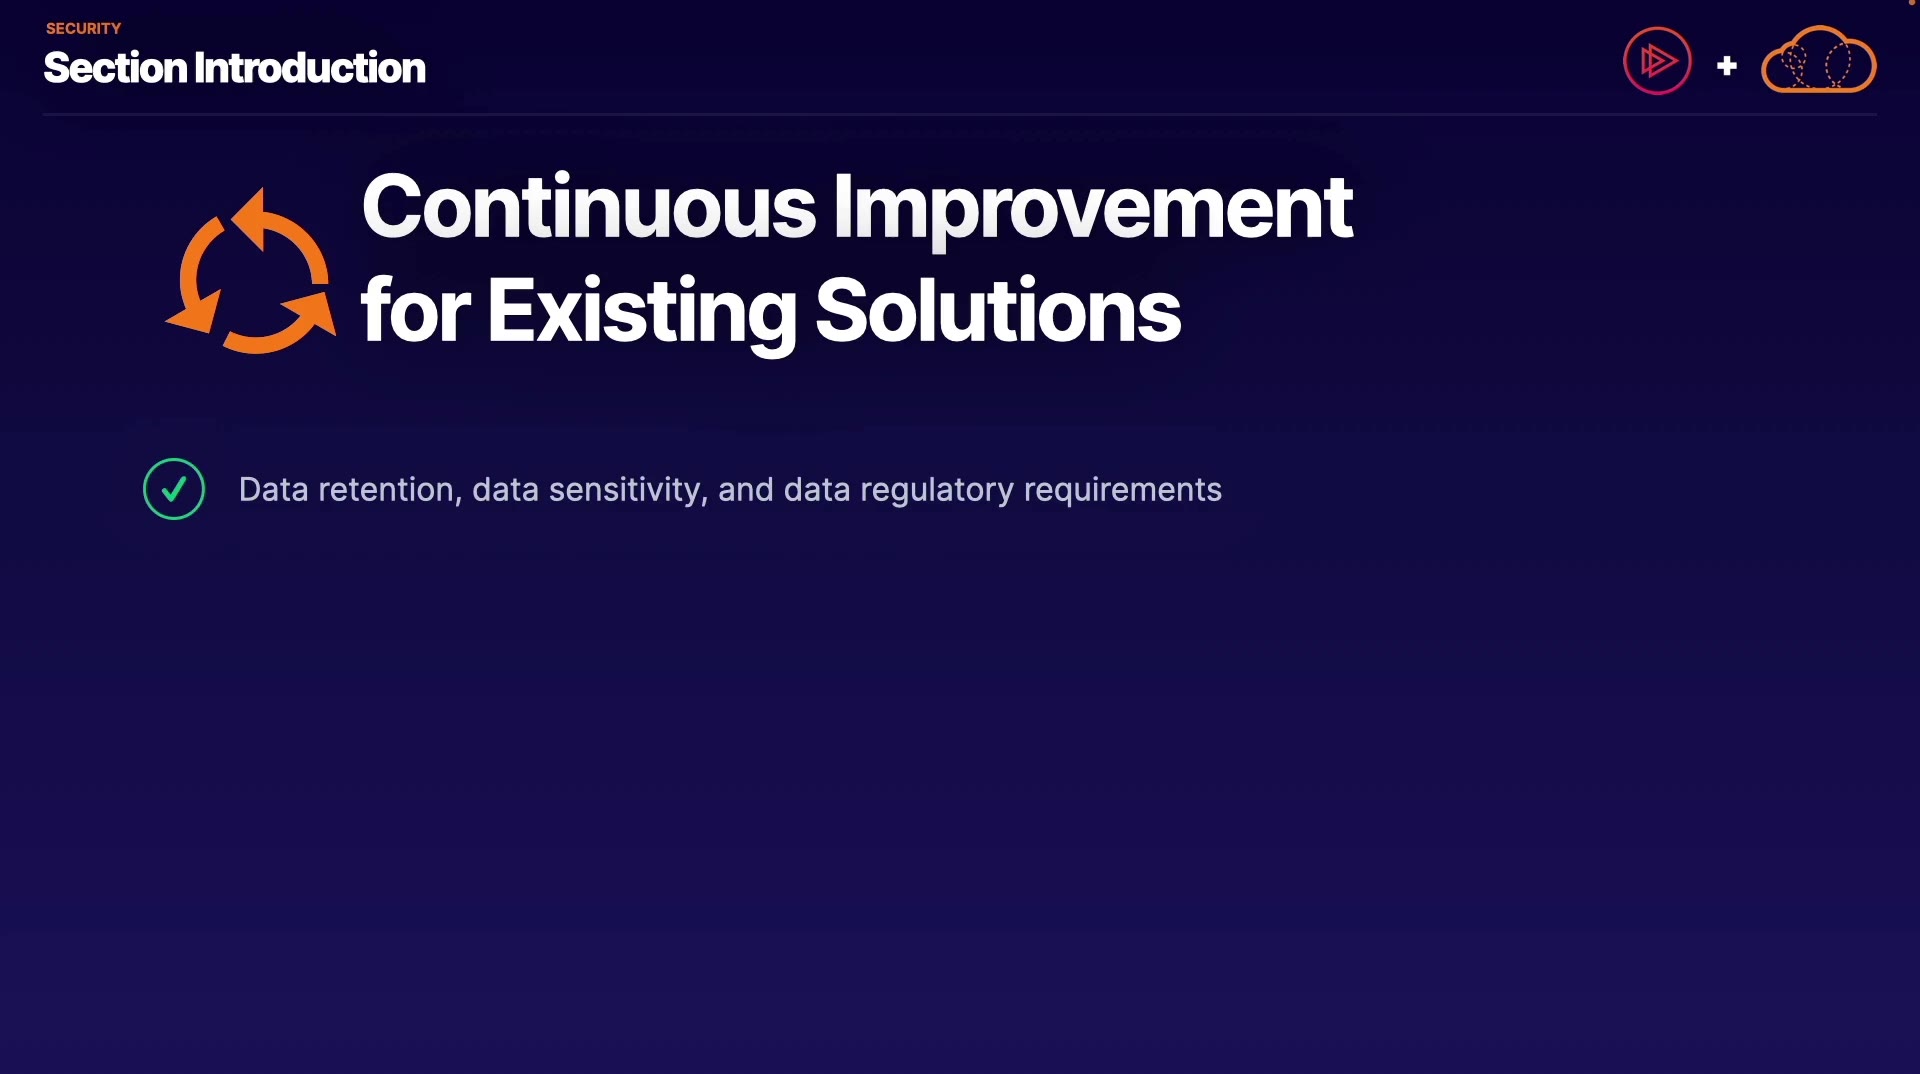 SECURITY
Section Introduction
Continuous Improvement
for Existing Solutions
Data retention, data sensitivity, and data regulatory requirements